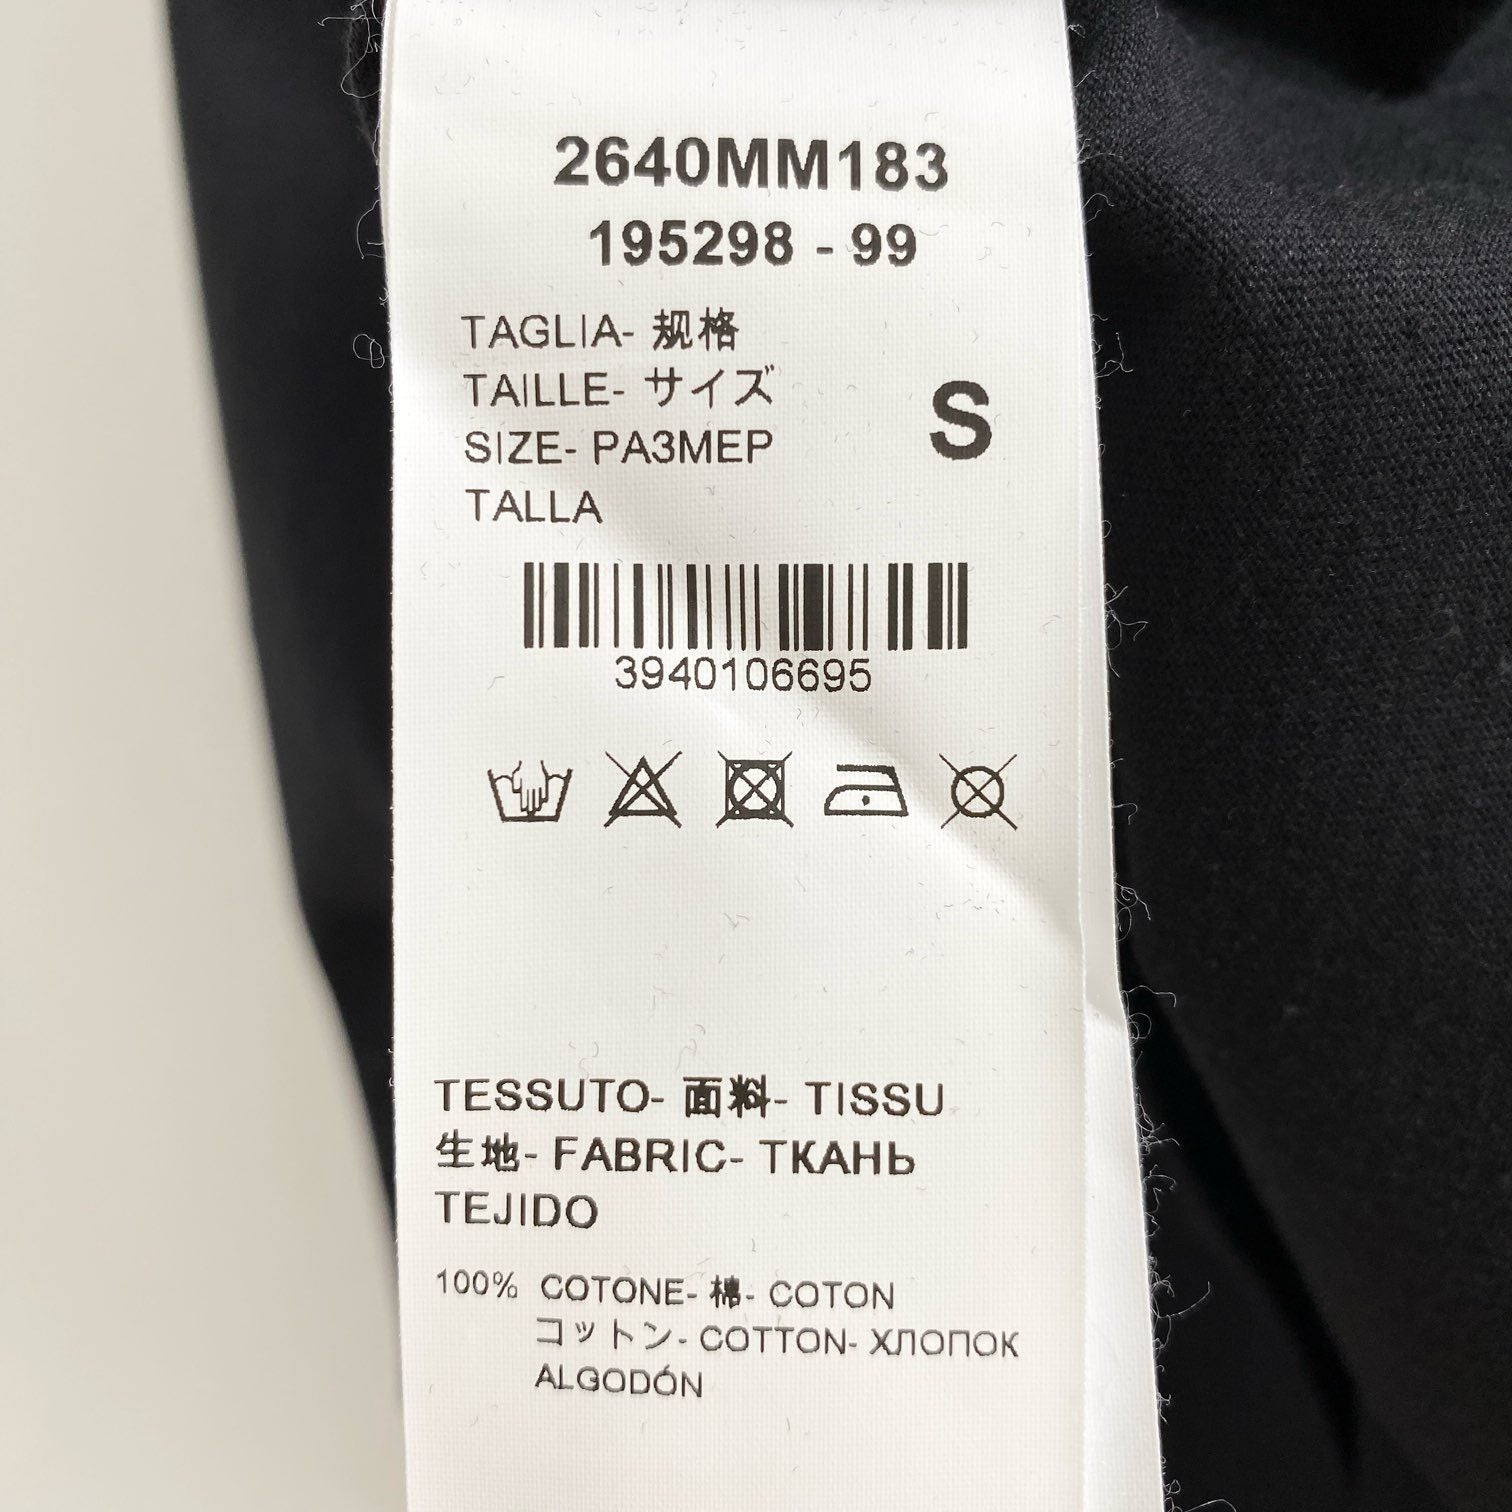 2640MM183
195298 - 99
TAGLIA- 规格
TAILLE- サイズ
SIZE- РАЗМЕР
TALLA
S
3940106695
TESSUTO- 面料- TISSU
生地- FABRIC- ТКАНЬ
TEJIDO
100% COTONE- 棉- COTON
コットン- COTTON- ХЛОПОК
ALGODÓN